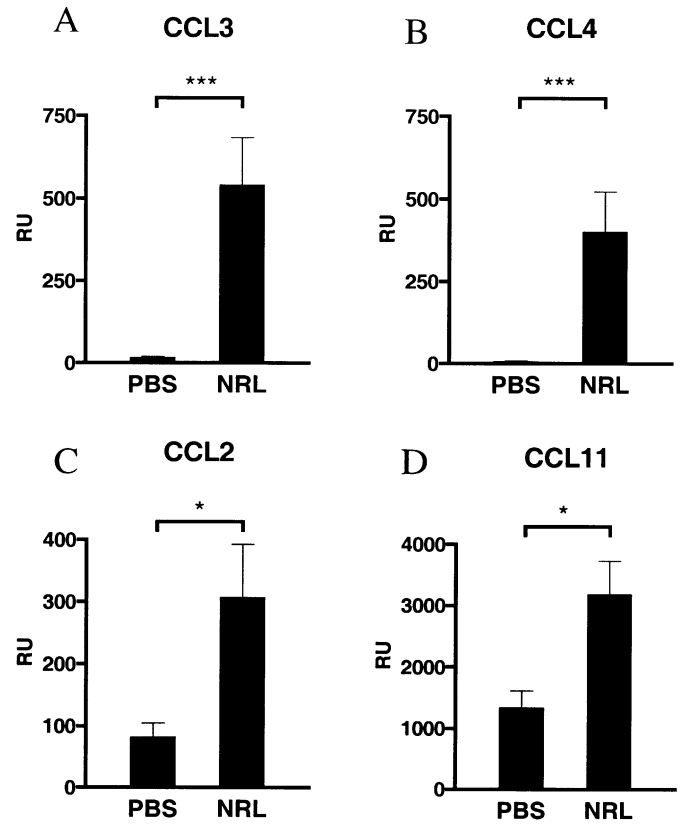 A CCL3
***
750
500
250
0
RU
PBS NRL
B CCL4
***
750
500
250
0
RU
PBS NRL
C CCL2
*
400
300
200
100
0
RU
PBS NRL
D CCL11
*
4000
3000
2000
1000
0
RU
PBS NRL